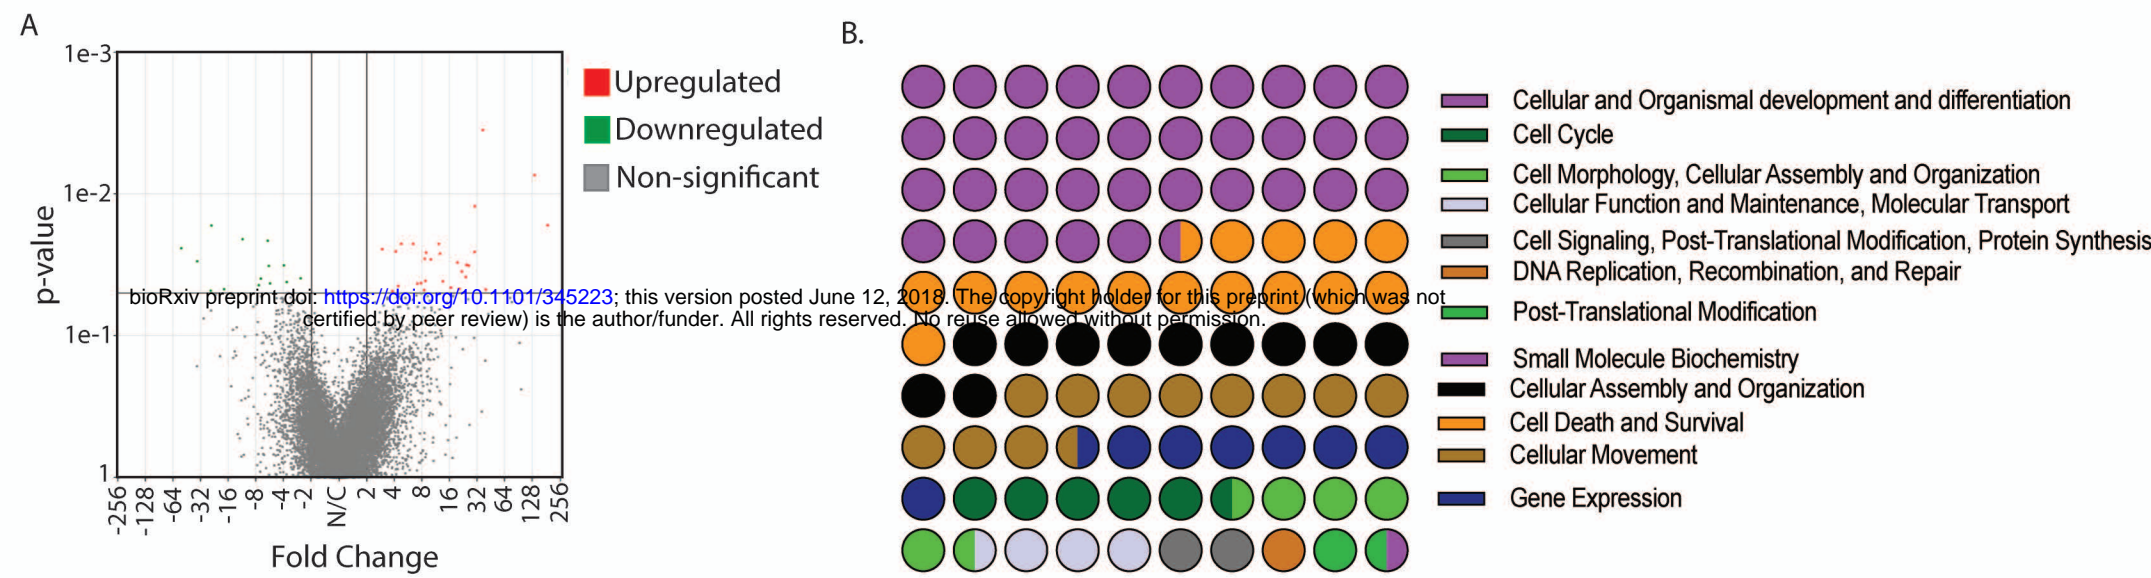 A
B.
1e-3
1e-2
1e-1
1
p-value
-256
-128
-64
-32
-16
-8
-4
-2
N/C
2
4
8
16
32
64
128
256
Fold Change
Upregulated
Downregulated
Non-significant
bioRxiv preprint doi: https://doi.org/10.1101/345223; this version posted June 12, 2018. The copyright holder for this preprint (which was not
certified by peer review) is the author/funder. All rights reserved. No reuse allowed without permission.
Cellular and Organismal development and differentiation
Cell Cycle
Cell Morphology, Cellular Assembly and Organization
Cellular Function and Maintenance, Molecular Transport
Cell Signaling, Post-Translational Modification, Protein Synthesis
DNA Replication, Recombination, and Repair
Post-Translational Modification
Small Molecule Biochemistry
Cellular Assembly and Organization
Cell Death and Survival
Cellular Movement
Gene Expression